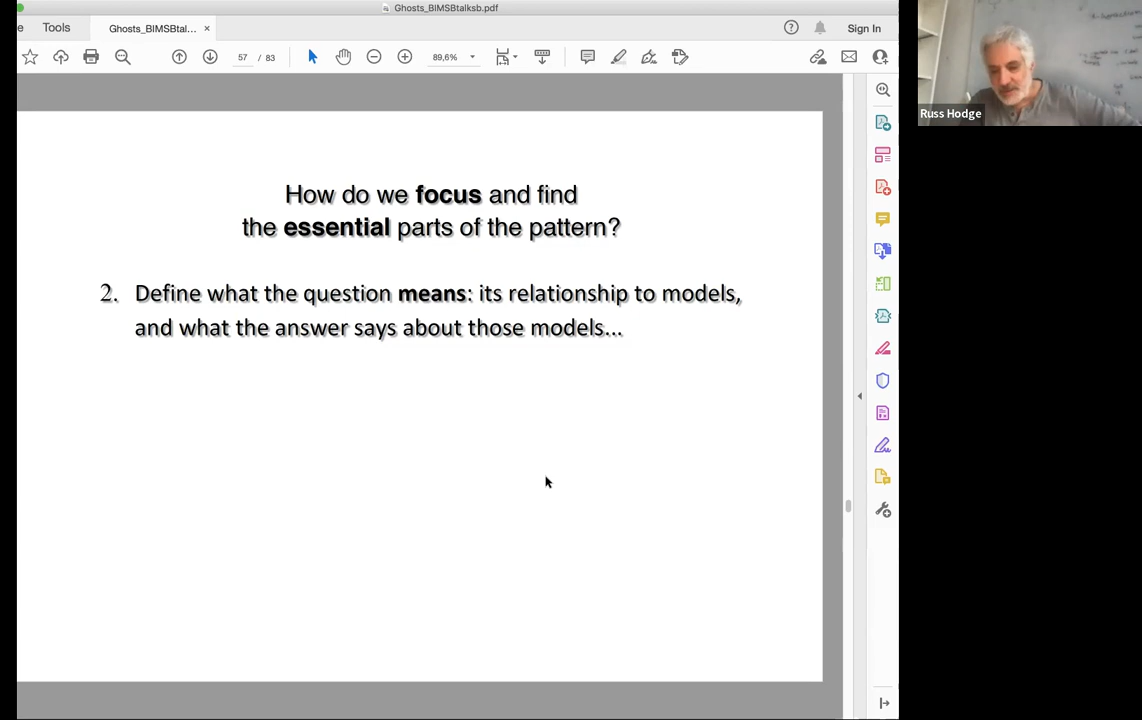 Ghosts_BIMSBtalksb.pdf
e
Tools
Ghosts_BIMSBtal... ×
Sign In
57 / 83
89,6%
Russ Hodge
How do we focus and find
the essential parts of the pattern?
2. Define what the question means: its relationship to models,
and what the answer says about those models...